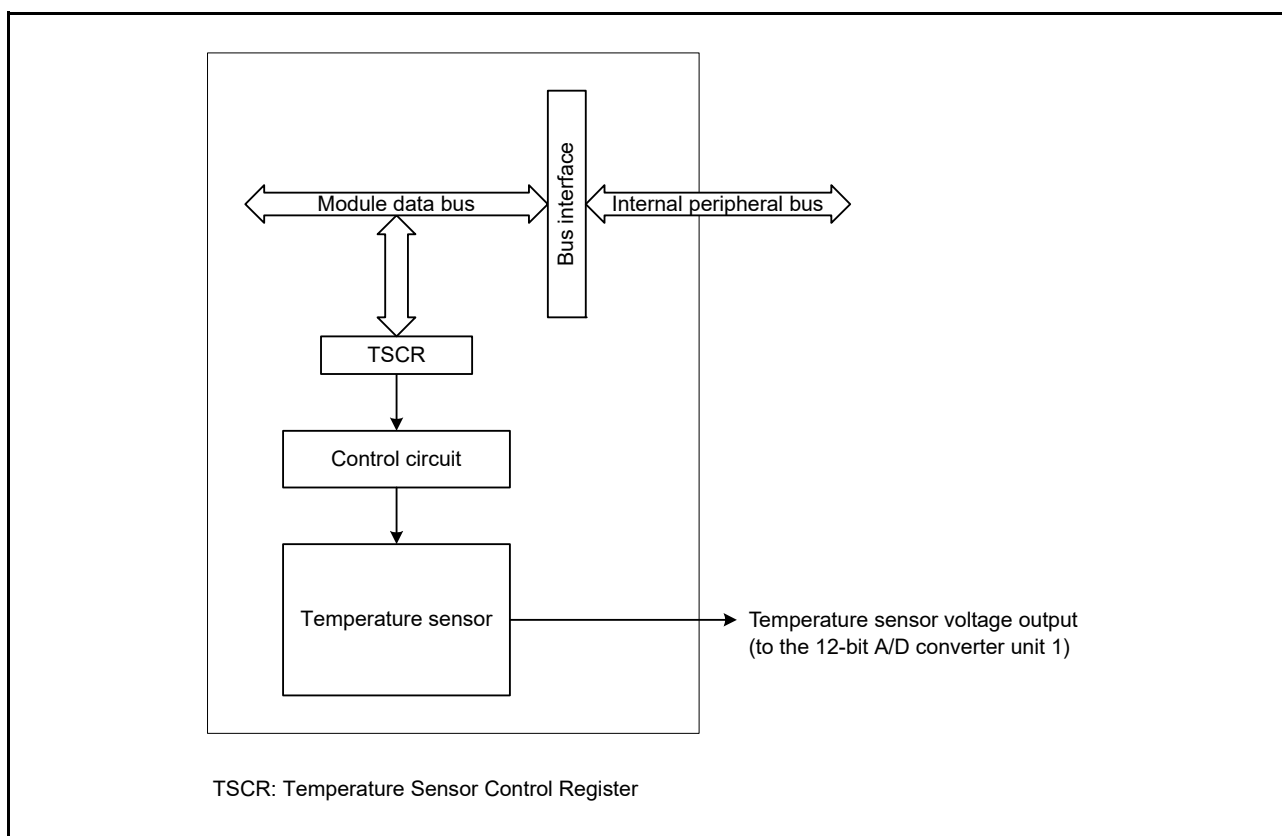 Bus interface
Module data bus
Internal peripheral bus
TSCR
Control circuit
Temperature sensor
Temperature sensor voltage output
(to the 12-bit A/D converter unit 1)
TSCR: Temperature Sensor Control Register